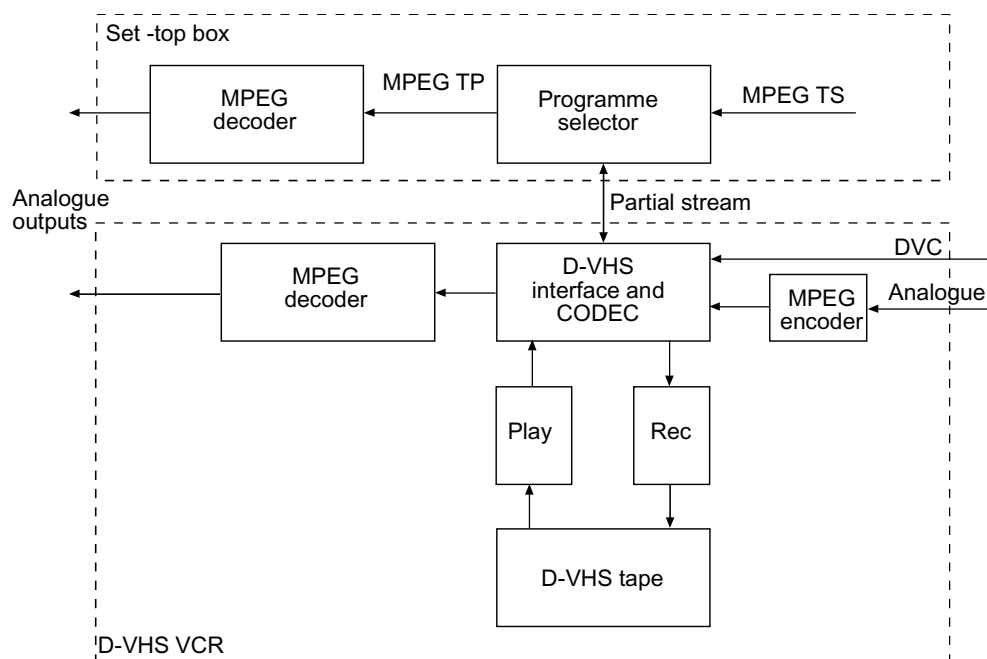 Set -top box
MPEG
decoder
MPEG TP
Programme
selector
MPEG TS
Analogue
outputs
Partial stream
MPEG
decoder
D-VHS
interface and
CODEC
DVC
MPEG
encoder
Analogue
Play
Rec
D-VHS tape
D-VHS VCR